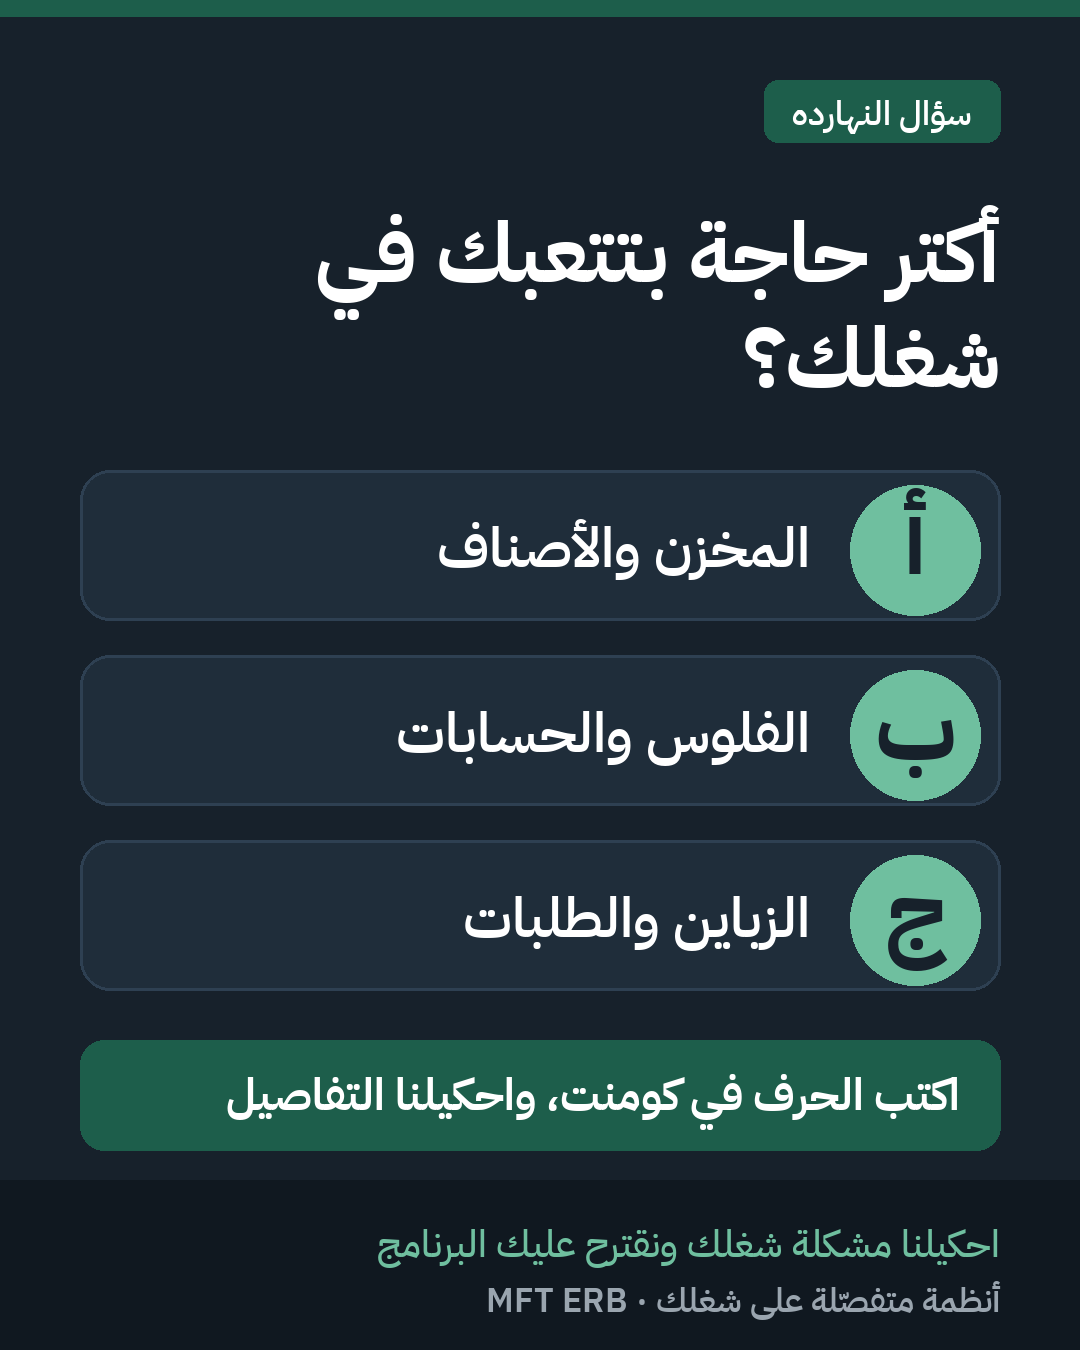 سؤال النهارده
أكتر حاجة بتتعبك في
شغلك؟
أ
المخزن والأصناف
ب
الفلوس والحسابات
ج
الزباين والطلبات
اكتب الحرف في كومنت، واحكيلنا التفاصيل
احكيلنا مشكلة شغلك ونقترح عليك البرنامج
أنظمة متفصّلة على شغلك · MFT ERB